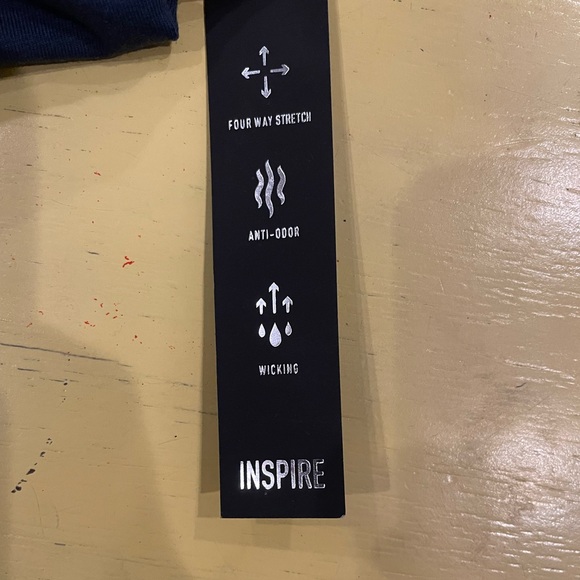 FOUR WAY STRETCH
ANTI-ODOR
WICKING
INSPIRE